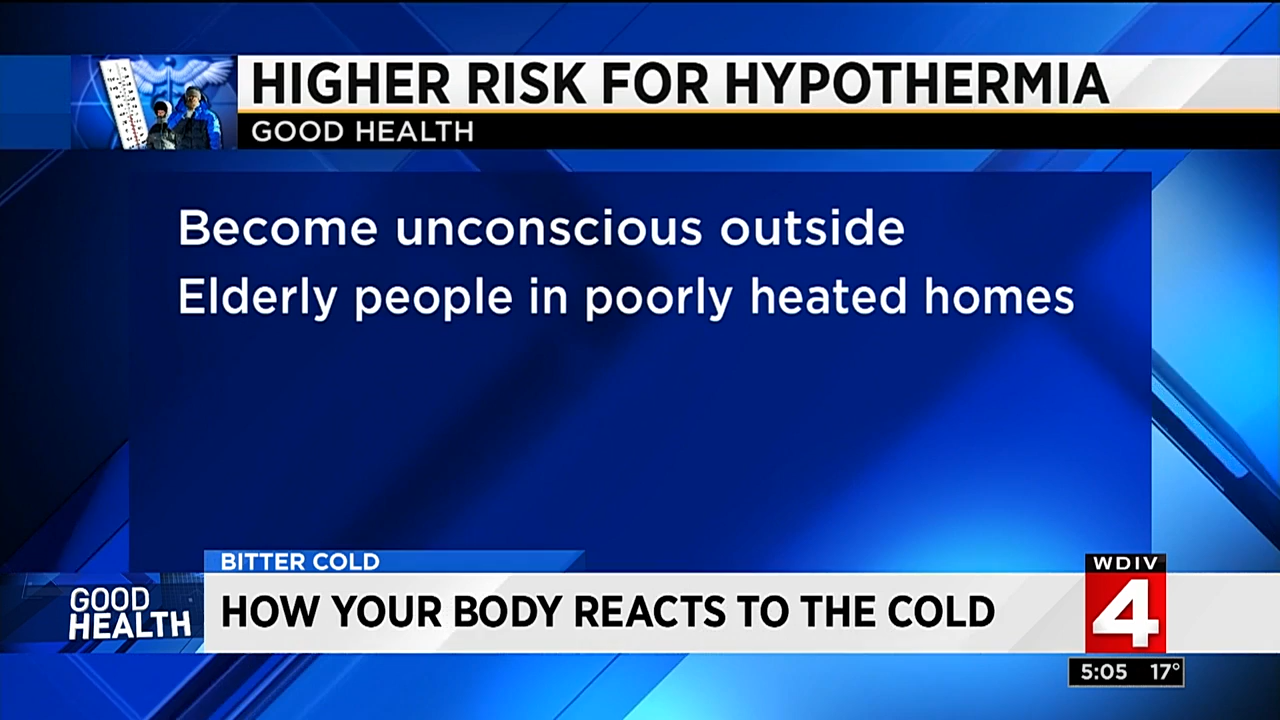 HIGHER RISK FOR HYPOTHERMIA
GOOD HEALTH
Become unconscious outside
Elderly people in poorly heated homes
BITTER COLD
GOOD HEALTH
HOW YOUR BODY REACTS TO THE COLD
WDIV
4
5:05 17°